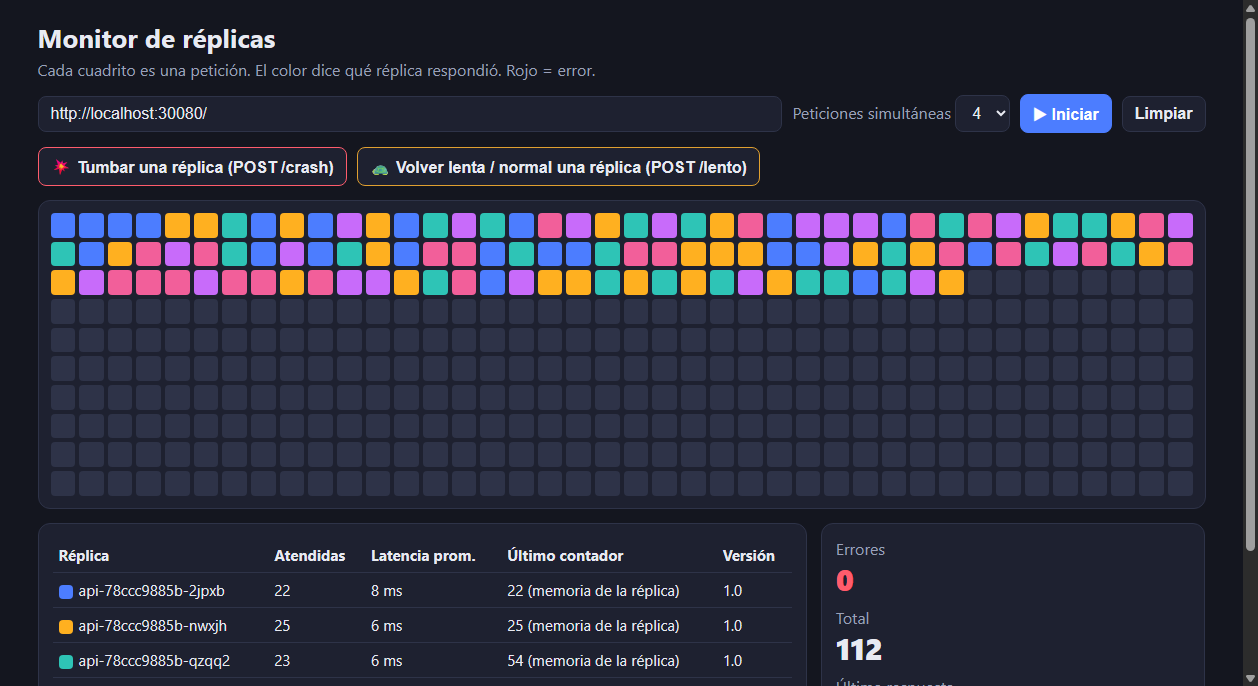 Monitor de réplicas
Cada cuadrito es una petición. El color dice qué réplica respondió. Rojo = error.
http://localhost:30080/ Peticiones simultáneas 4 ▶ Iniciar Limpiar
Tumbar una réplica (POST /crash) Volver lenta / normal una réplica (POST /lento)
Réplica Atendidas Latencia prom. Último contador Versión
api-78ccc9885b-2jpxb 22 8 ms 22 (memoria de la réplica) 1.0
api-78ccc9885b-nwxjh 25 6 ms 25 (memoria de la réplica) 1.0
api-78ccc9885b-qzqq2 23 6 ms 54 (memoria de la réplica) 1.0
Errores
0
Total
112